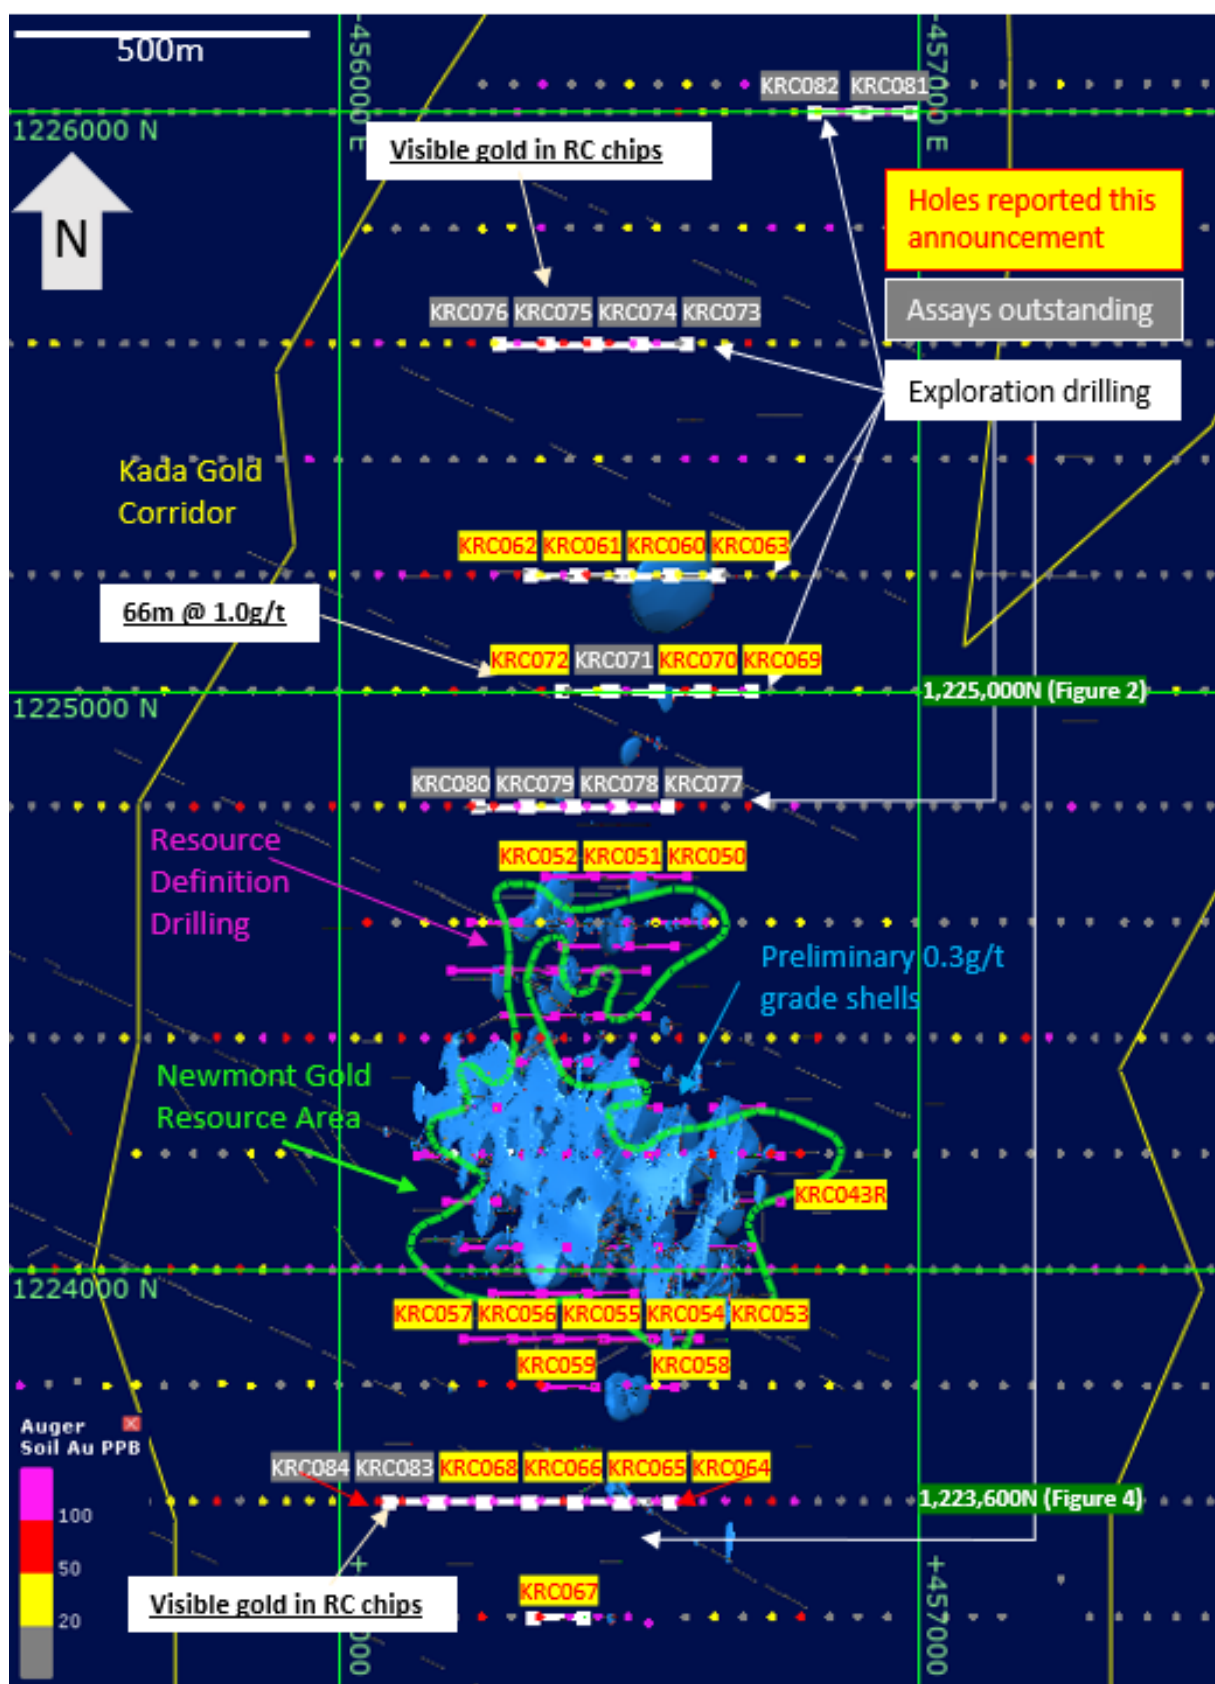 500m
456000 E
457000 E
KRC082 KRC081
1226000 N
Visible gold in RC chips
N
Holes reported this
announcement
Assays outstanding
KRC076 KRC075 KRC074 KRC073
Exploration drilling
Kada Gold
Corridor
KRC062 KRC061 KRC060 KRC063
66m @ 1.0g/t
KRC072 KRC071 KRC070 KRC069
1225000 N
1,225,000N (Figure 2)
KRC080 KRC079 KRC078 KRC077
Resource
Definition
Drilling
KRC052 KRC051 KRC050
Preliminary 0.3g/t
grade shells
Newmont Gold
Resource Area
KRC043R
1224000 N
KRC057 KRC056 KRC055 KRC054 KRC053
KRC059 KRC058
Auger
Soil Au PPB
100
50
20
KRC084 KRC083 KRC068 KRC066 KRC065 KRC064
1,223,600N (Figure 4)
Visible gold in RC chips
KRC067
+457000